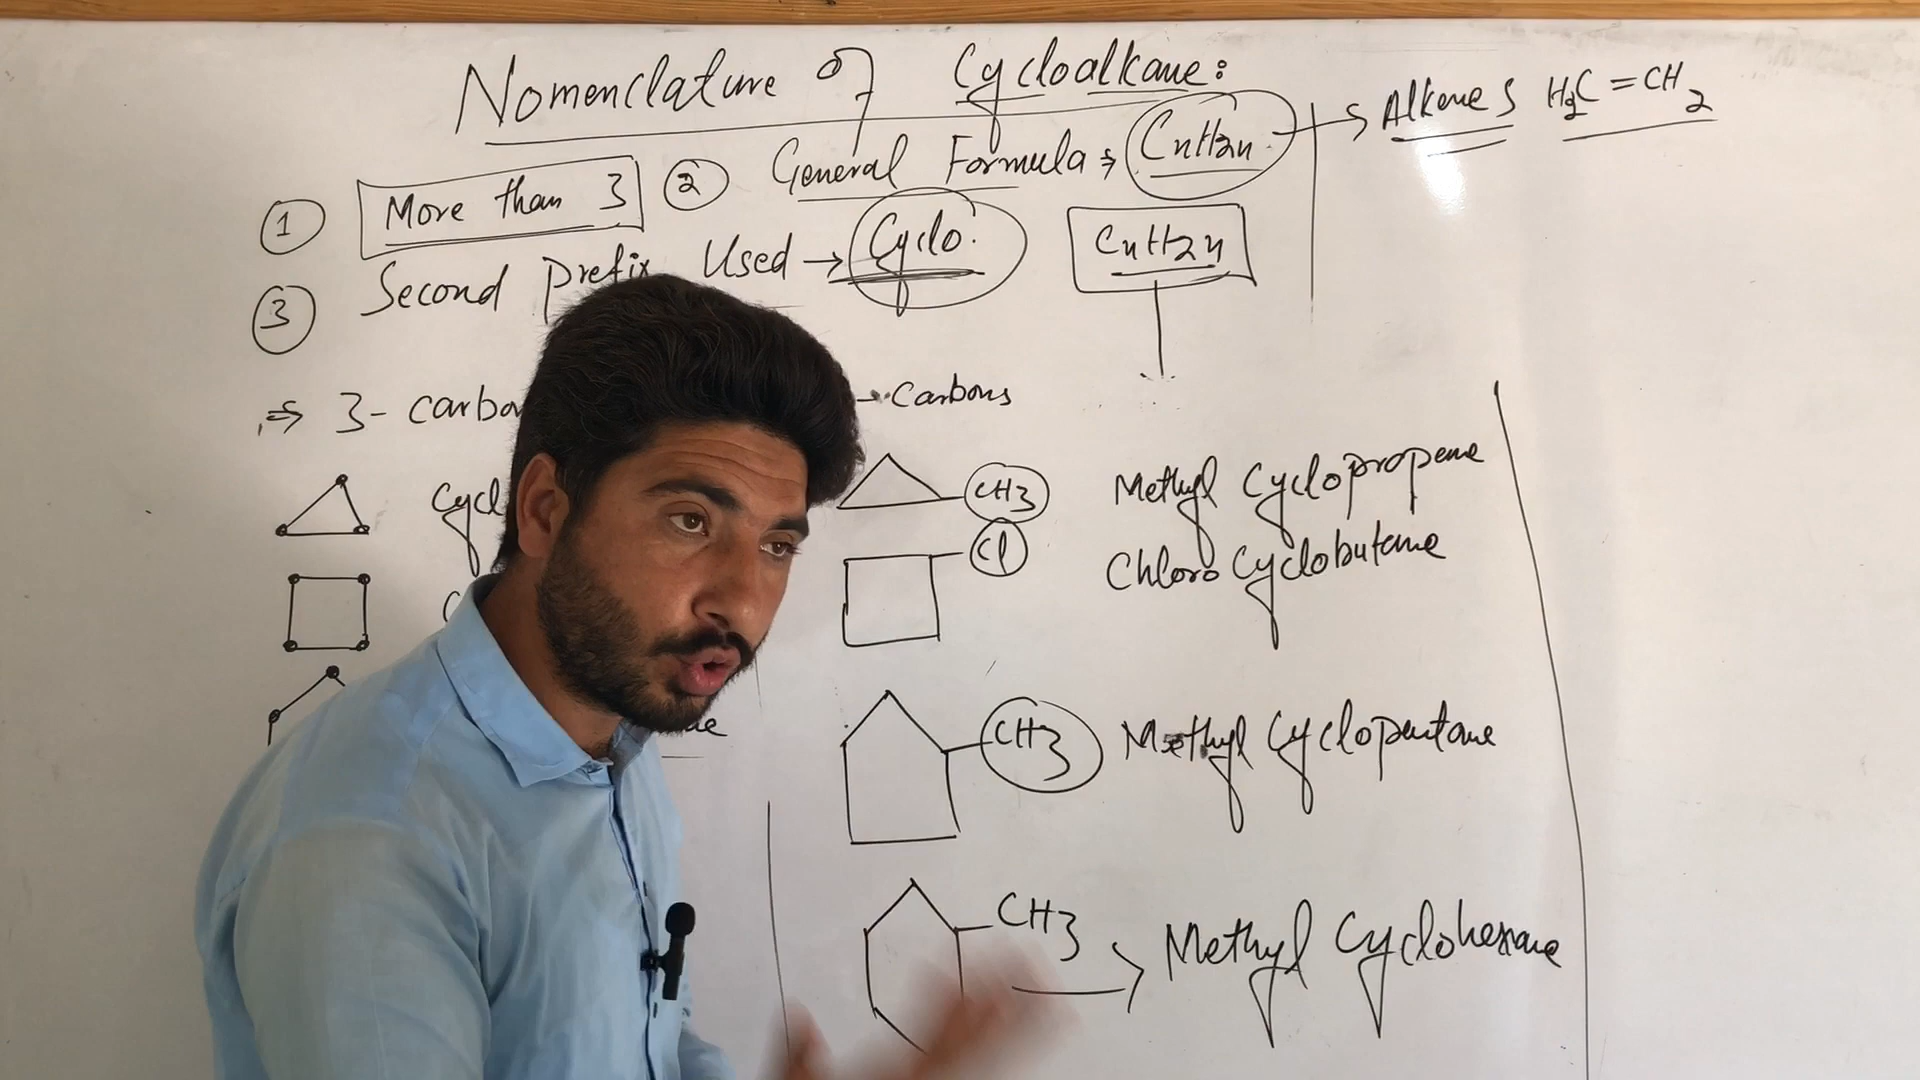 Nomenclature of Cycloalkane:
① More than 3 ② General Formula ⇒ CnH2n → Alkenes H2C=CH2
③ Second prefix Used → Cyclo. CnH2n
⇒ 3- carbon
Carbons
CH3 Methyl Cyclopropene
Cl Chloro Cyclobutane
CH3 Methyl Cyclopentane
CH3 → Methyl Cyclohexane